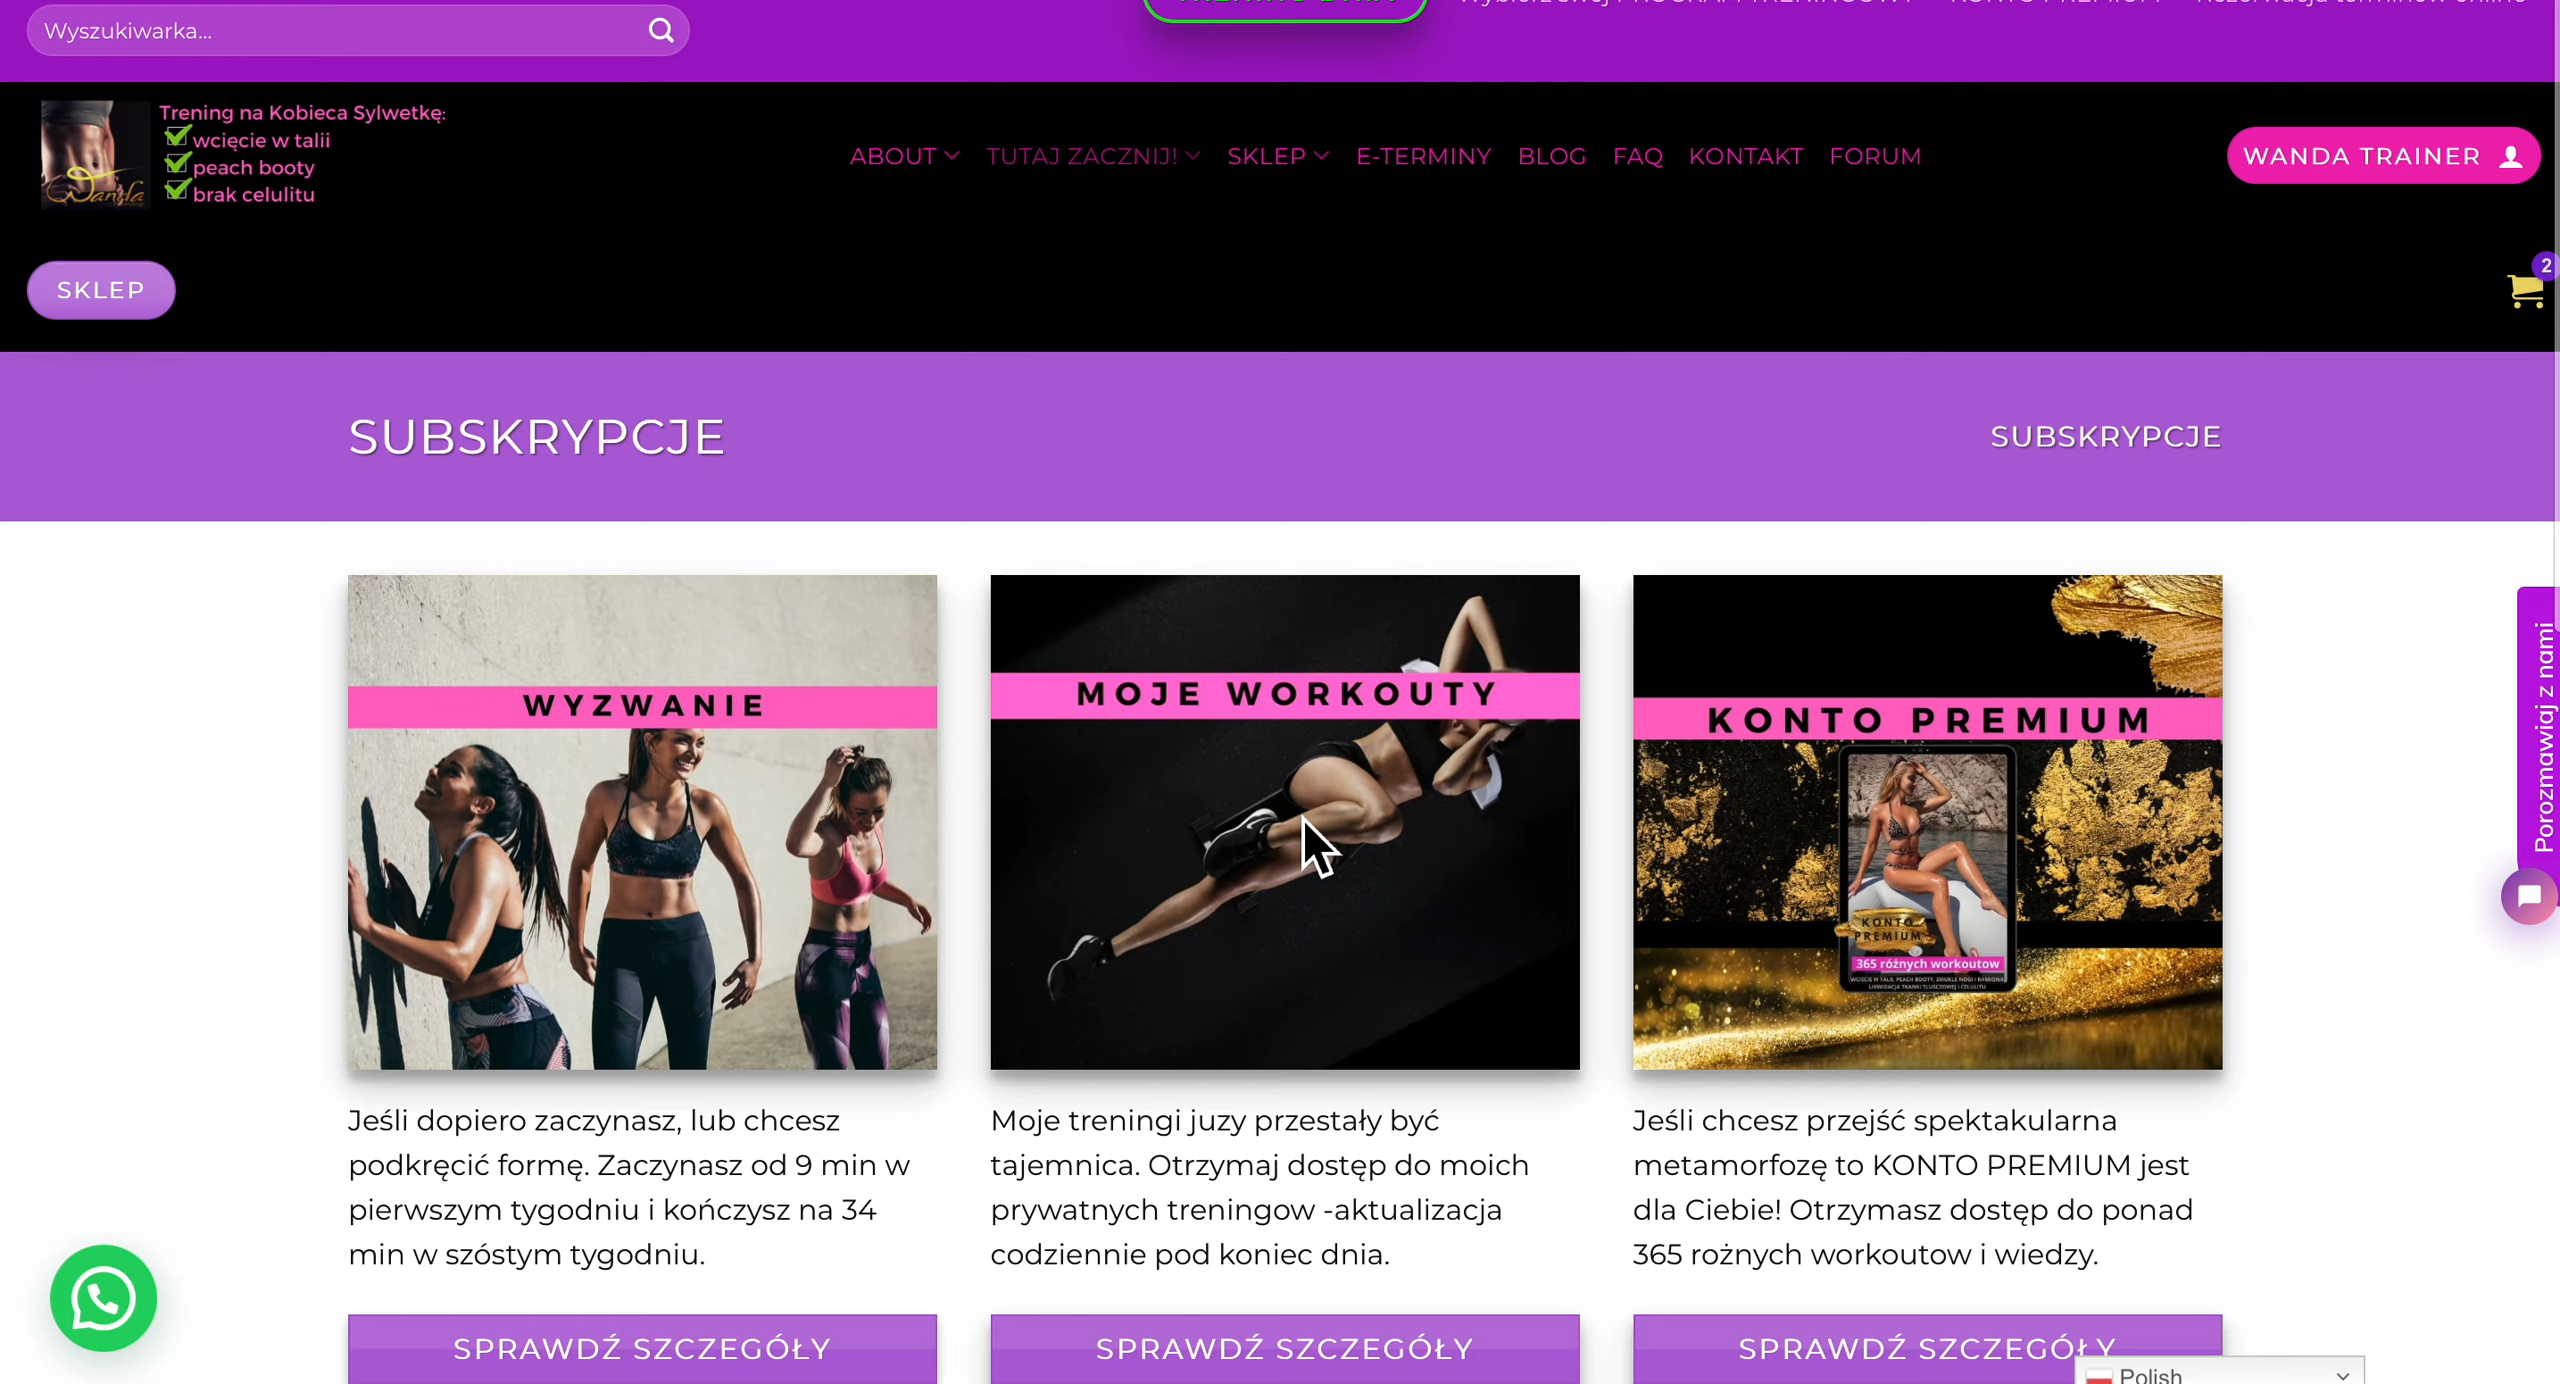 Wyszukiwarka...
Trening na Kobieca Sylwetkę:
wcięcie w talii
peach booty
brak celulitu
Wanda
ABOUT TUTAJ ZACZNIJ! SKLEP E-TERMINY BLOG FAQ KONTAKT FORUM
WANDA TRAINER
SKLEP
2
SUBSKRYPCJE
SUBSKRYPCJE
WYZWANIE
MOJE WORKOUTY
KONTO PREMIUM
KONTO
PREMIUM
365 różnych workoutow
Jeśli dopiero zaczynasz, lub chcesz
podkręcić formę. Zaczynasz od 9 min w
pierwszym tygodniu i kończysz na 34
min w szóstym tygodniu.
Moje treningi juzy przestały być
tajemnica. Otrzymaj dostęp do moich
prywatnych treningow -aktualizacja
codziennie pod koniec dnia.
Jeśli chcesz przejść spektakularna
metamorfozę to KONTO PREMIUM jest
dla Ciebie! Otrzymasz dostęp do ponad
365 rożnych workoutow i wiedzy.
SPRAWDŹ SZCZEGÓŁY
SPRAWDŹ SZCZEGÓŁY
SPRAWDŹ SZCZEGÓŁY
Porozmawiaj z nami
Polish